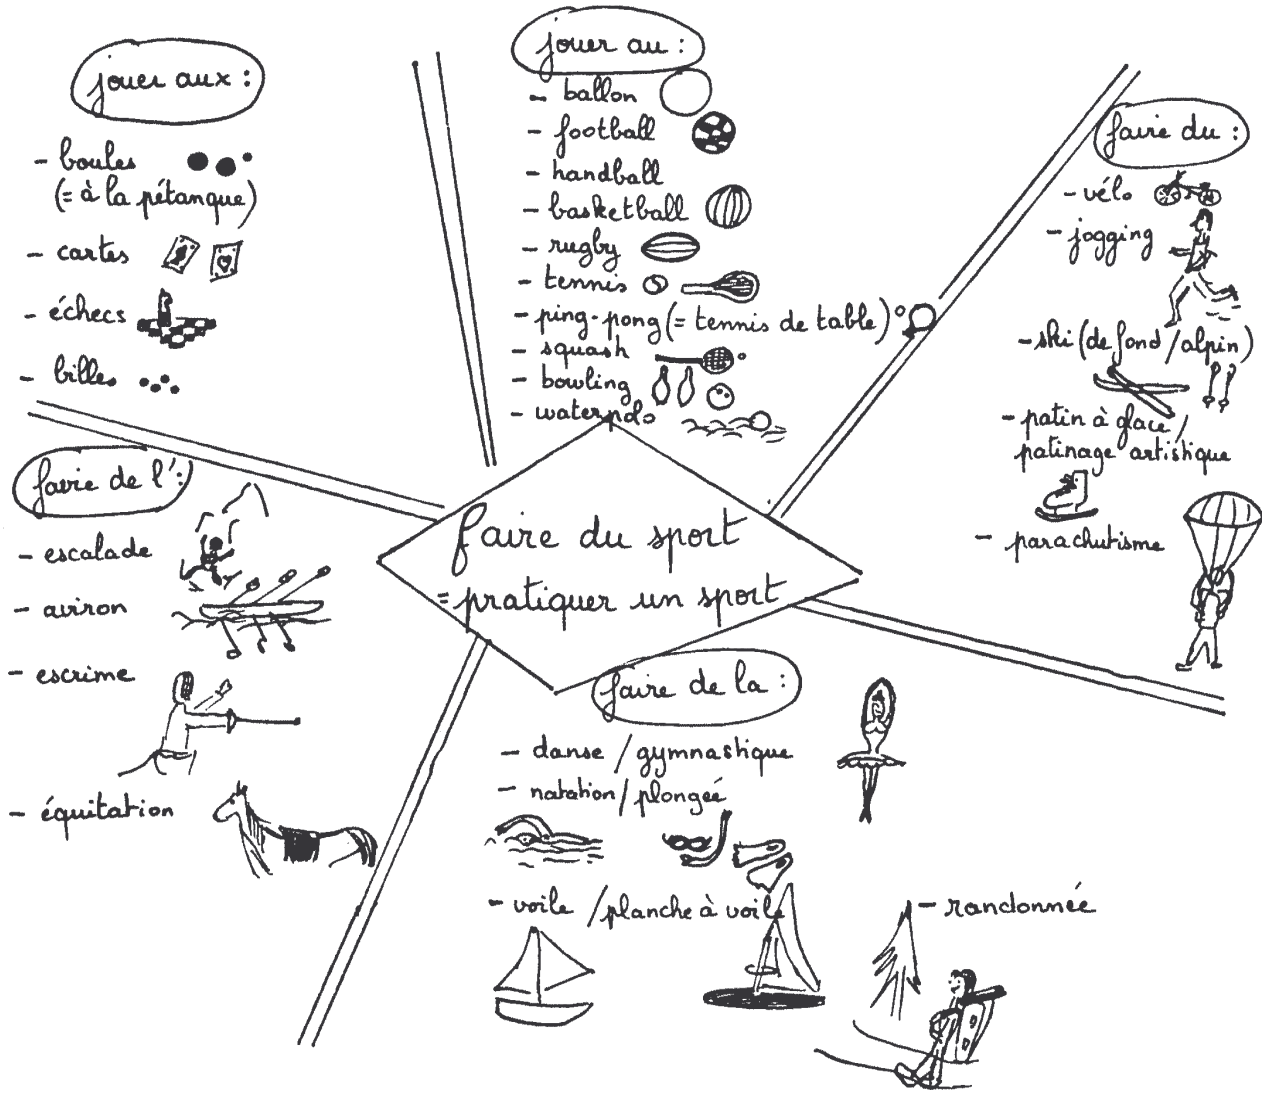 jouer aux :
- boules
(= à la pétanque)
- cartes
- échecs
- billes
jouer au :
- ballon
- football
- handball
- basketball
- rugby
- tennis
- ping-pong (= tennis de table)
- squash
- bowling
- waterpolo
faire du :
- vélo
- jogging
- ski (de fond / alpin)
- patin à glace /
patinage artistique
- parachutisme
faire de l' :
- escalade
- aviron
- escrime
- équitation
faire du sport
= pratiquer un sport
faire de la :
- danse / gymnastique
- natation / plongée
- voile / planche à voile
- randonnée